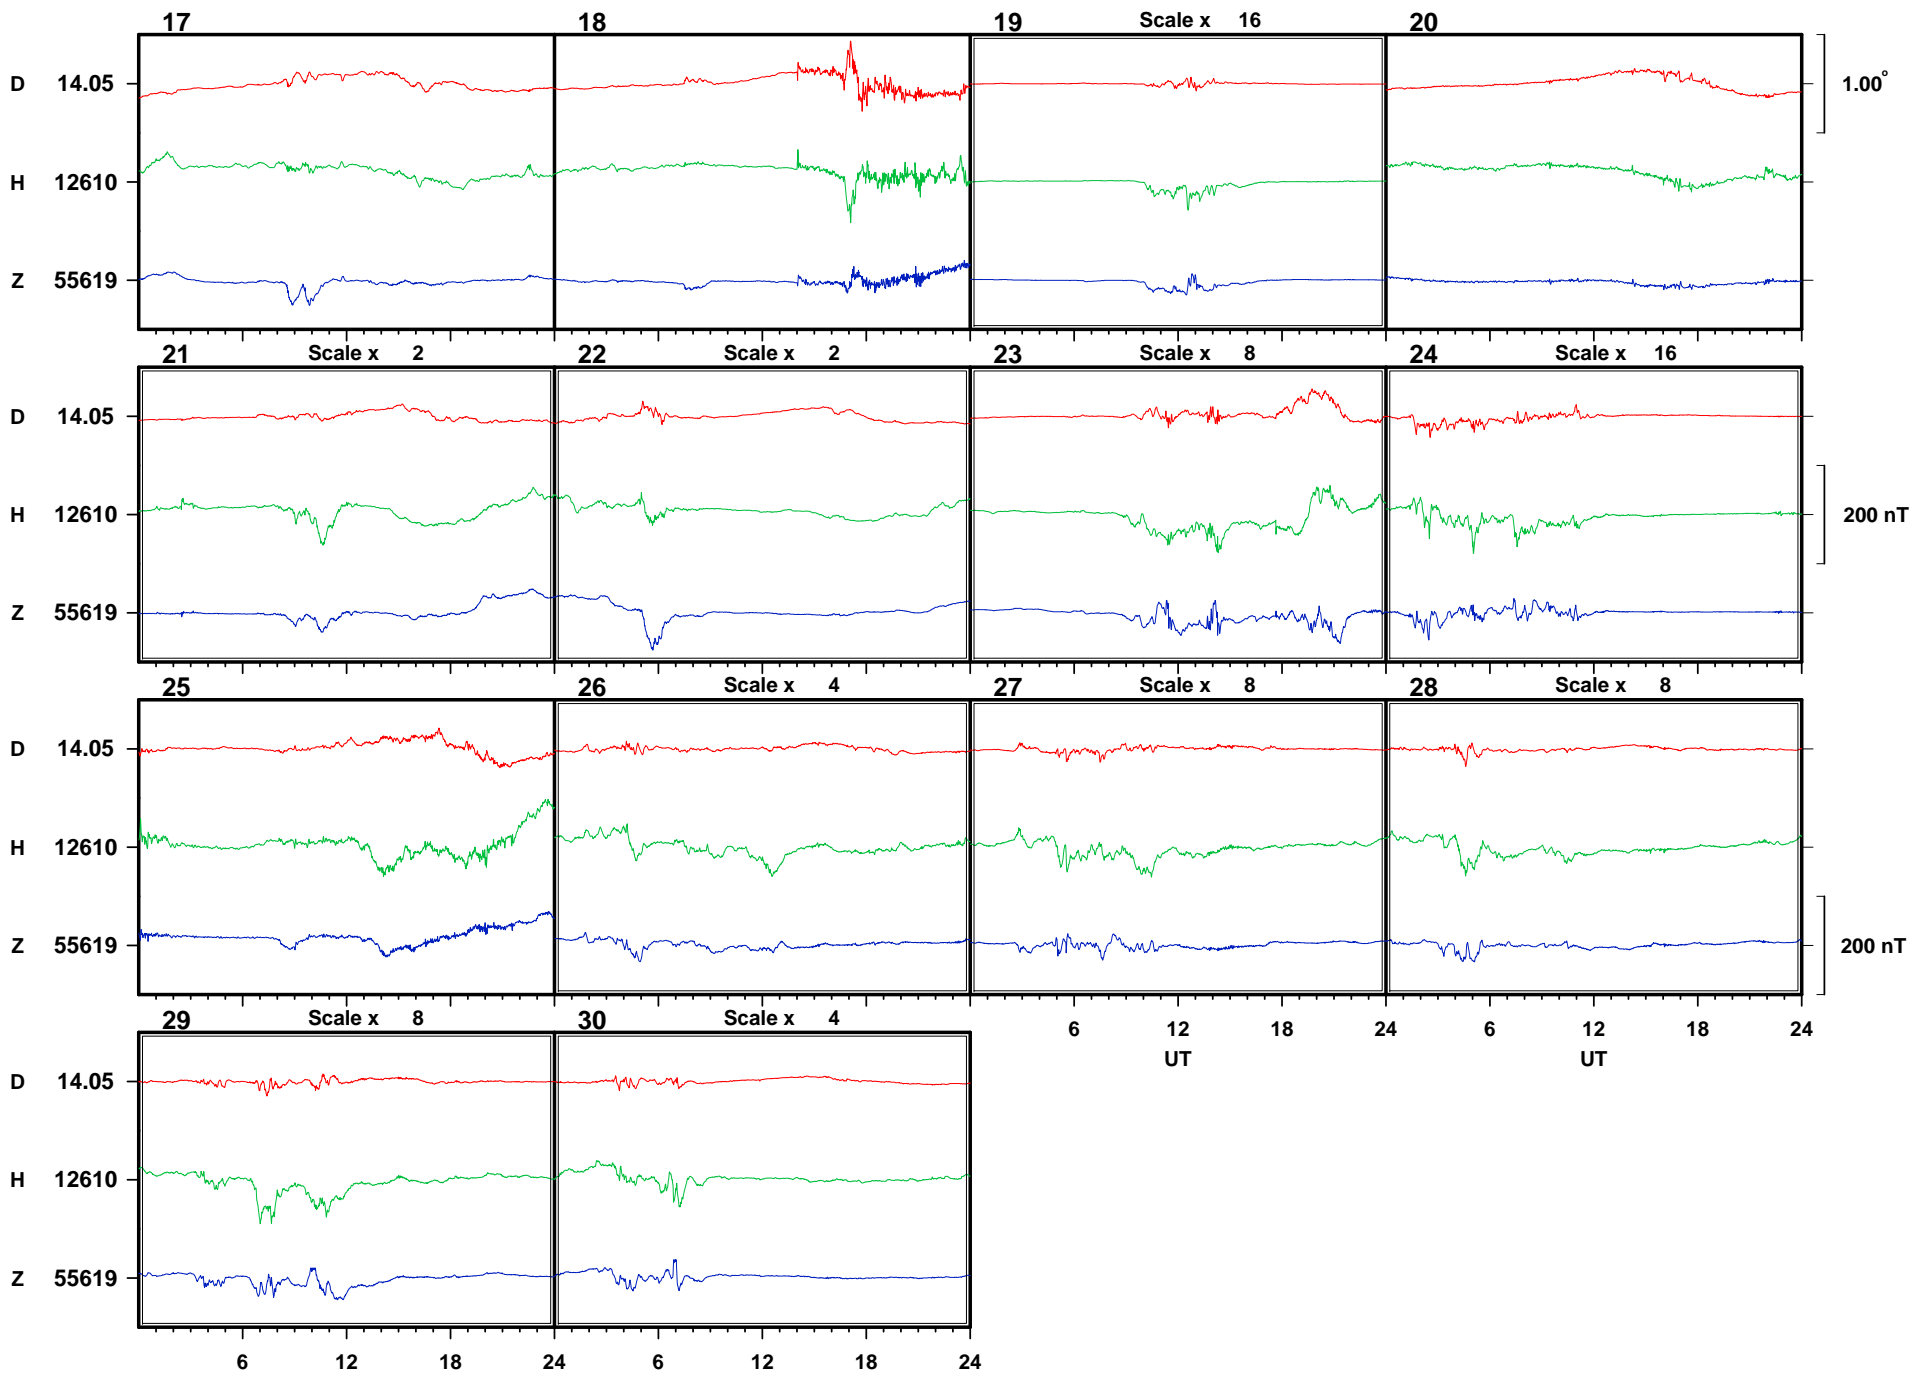 17 18 19 Scale x 16 20
D 14.05 1.00°
H 12610
Z 55619
21 Scale x 2 22 Scale x 2 23 Scale x 8 24 Scale x 16
D 14.05
H 12610 200 nT
Z 55619
25 26 Scale x 4 27 Scale x 8 28 Scale x 8
D 14.05
H 12610
Z 55619 200 nT
29 Scale x 8 30 Scale x 4 6 12 18 24 6 12 18 24
UT UT
D 14.05
H 12610
Z 55619
6 12 18 24 6 12 18 24